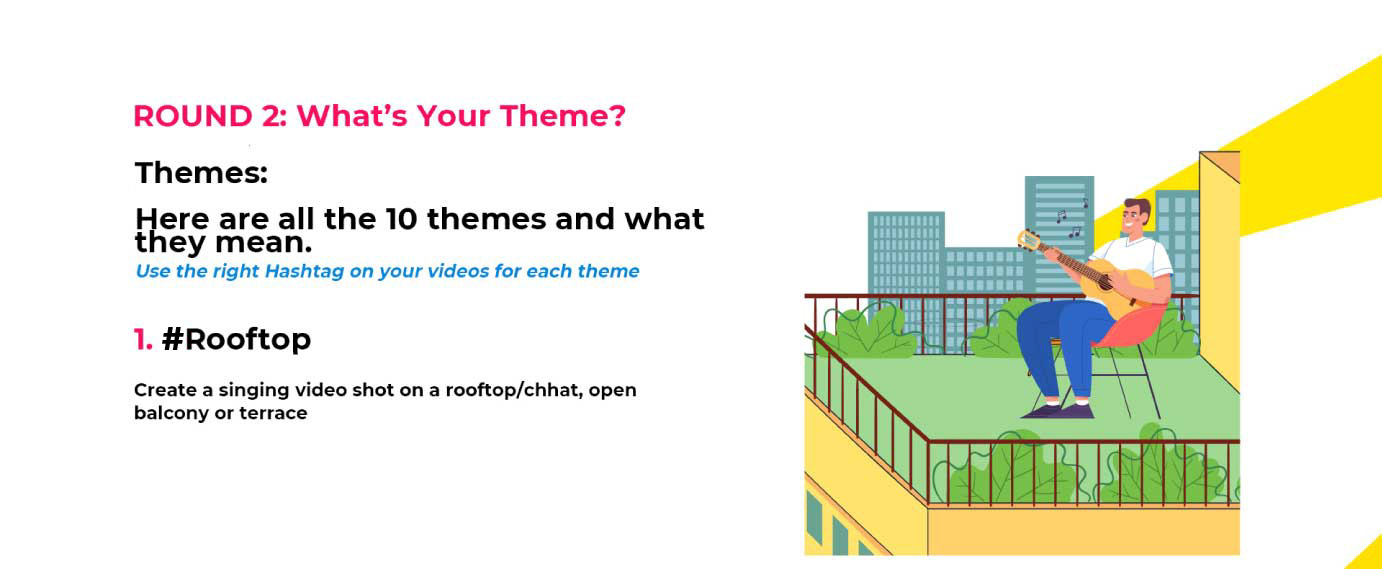 ROUND 2: What's Your Theme?
Themes:
Here are all the 10 themes and what
they mean.
Use the right Hashtag on your videos for each theme
1. #Rooftop
Create a singing video shot on a rooftop/chhat, open
balcony or terrace